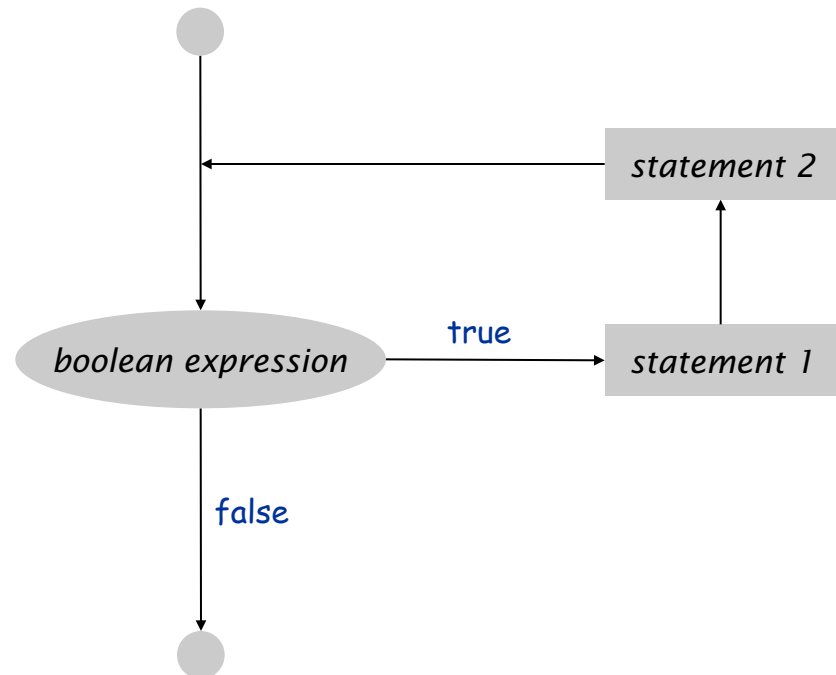 statement 2
true
boolean expression
statement 1
false